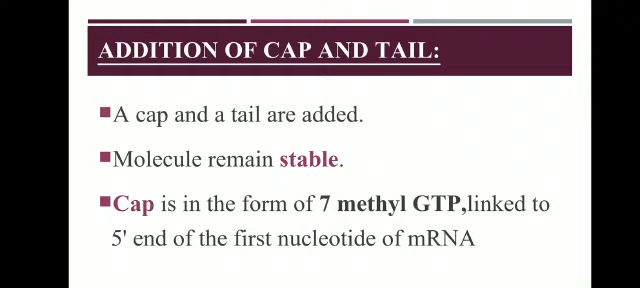 ADDITION OF CAP AND TAIL:
A cap and a tail are added.
Molecule remain stable.
Cap is in the form of 7 methyl GTP,linked to
5' end of the first nucleotide of mRNA